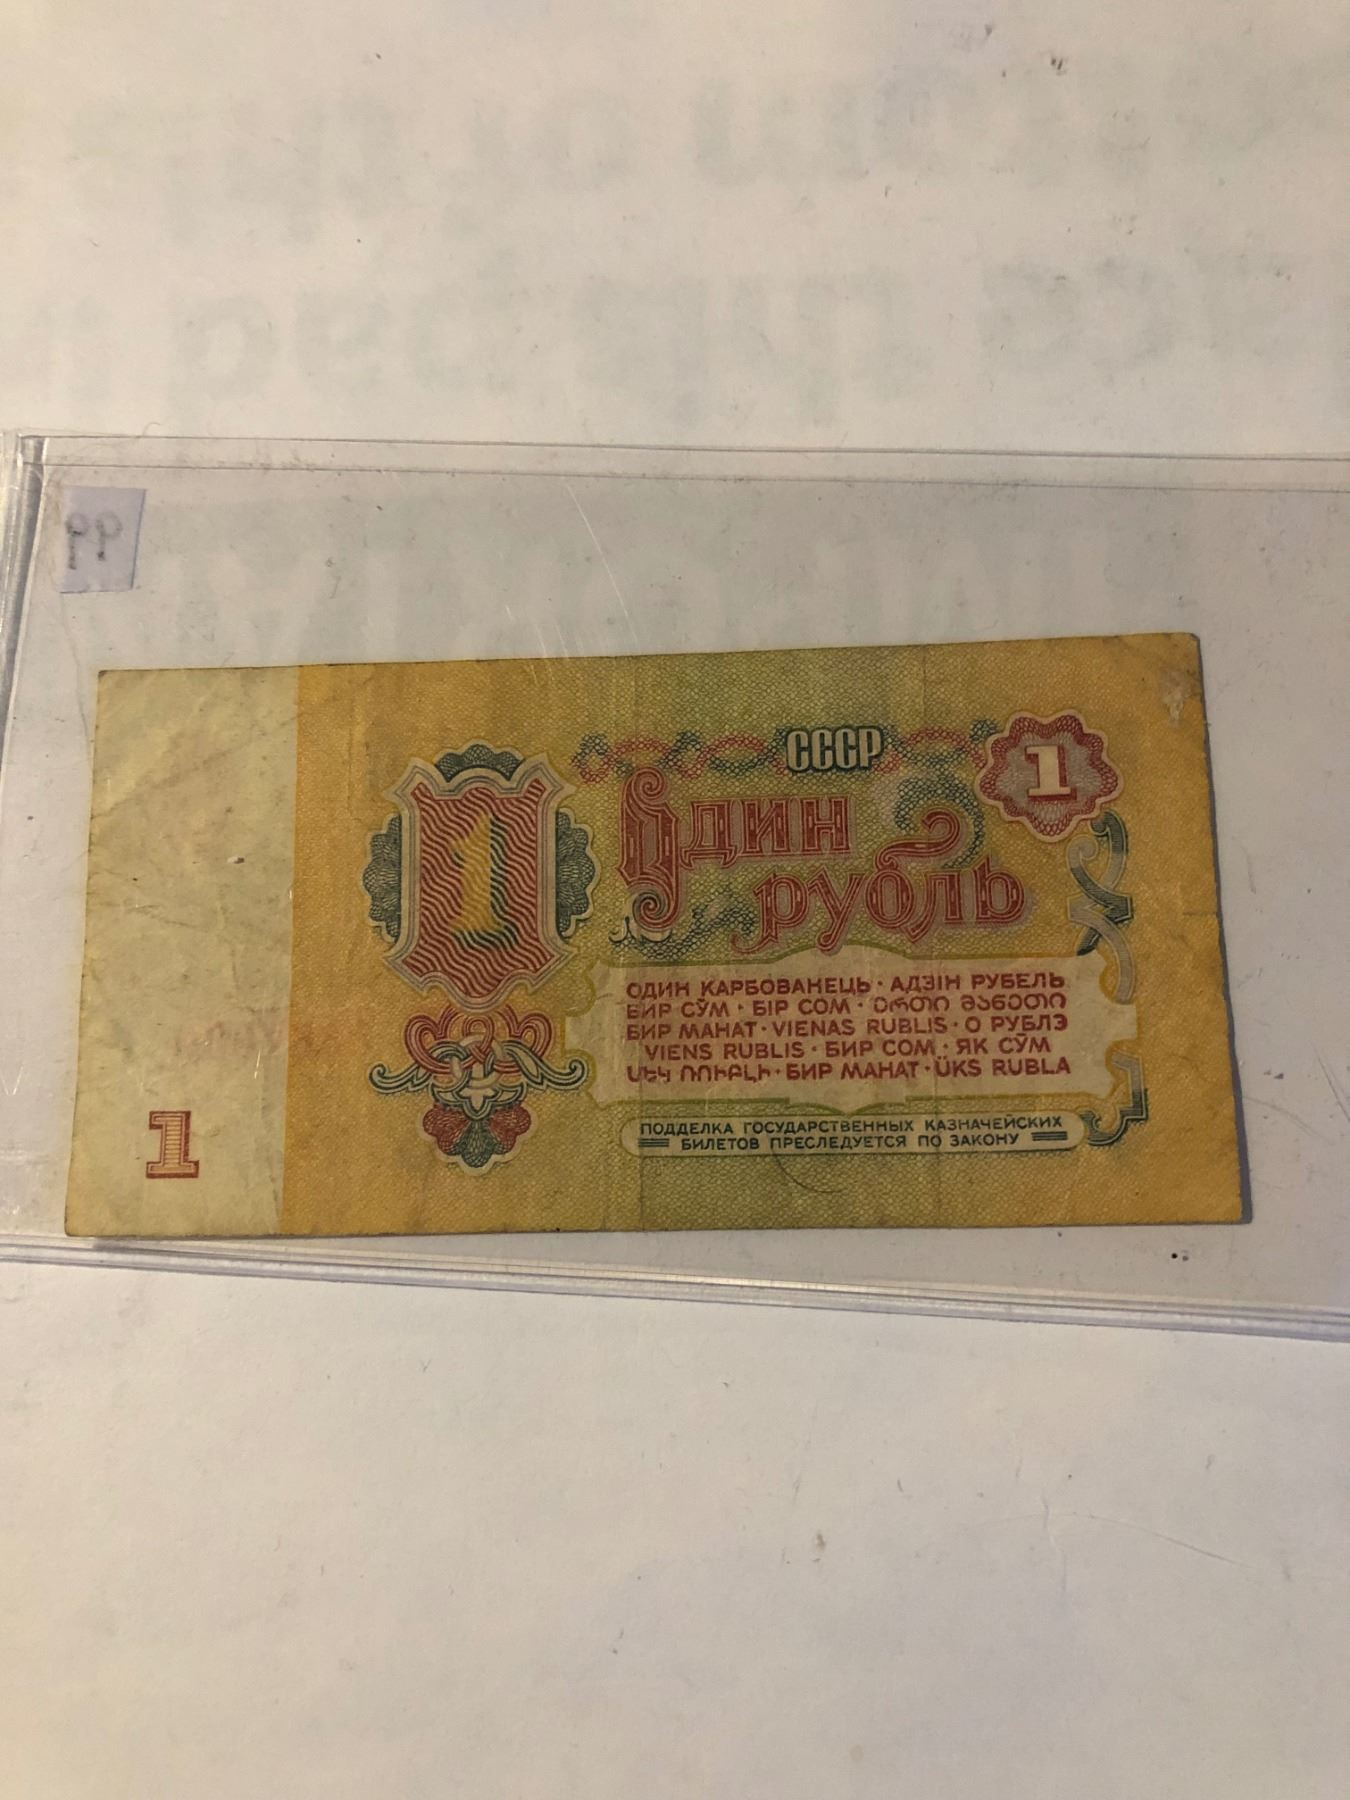 СССР
1
Один
рубль
1
ОДИН КАРБОВАНЕЦЬ · АДЗІН РУБЕЛЬ
БИР СЎМ · БІР СОМ · ᲔᲠᲗᲘ ᲛᲐᲜᲔᲗᲘ
БИР МАНАТ · VIENAS RUBLIS · О РУБЛЭ
VIENS RUBLIS · БИР СОМ · ЯК СӮМ
ՄԵԿ ՌՈՒԲԼԻ · БИР МАНАТ · ÜKS RUBLA
ПОДДЕЛКА ГОСУДАРСТВЕННЫХ КАЗНАЧЕЙСКИХ
БИЛЕТОВ ПРЕСЛЕДУЕТСЯ ПО ЗАКОНУ
1